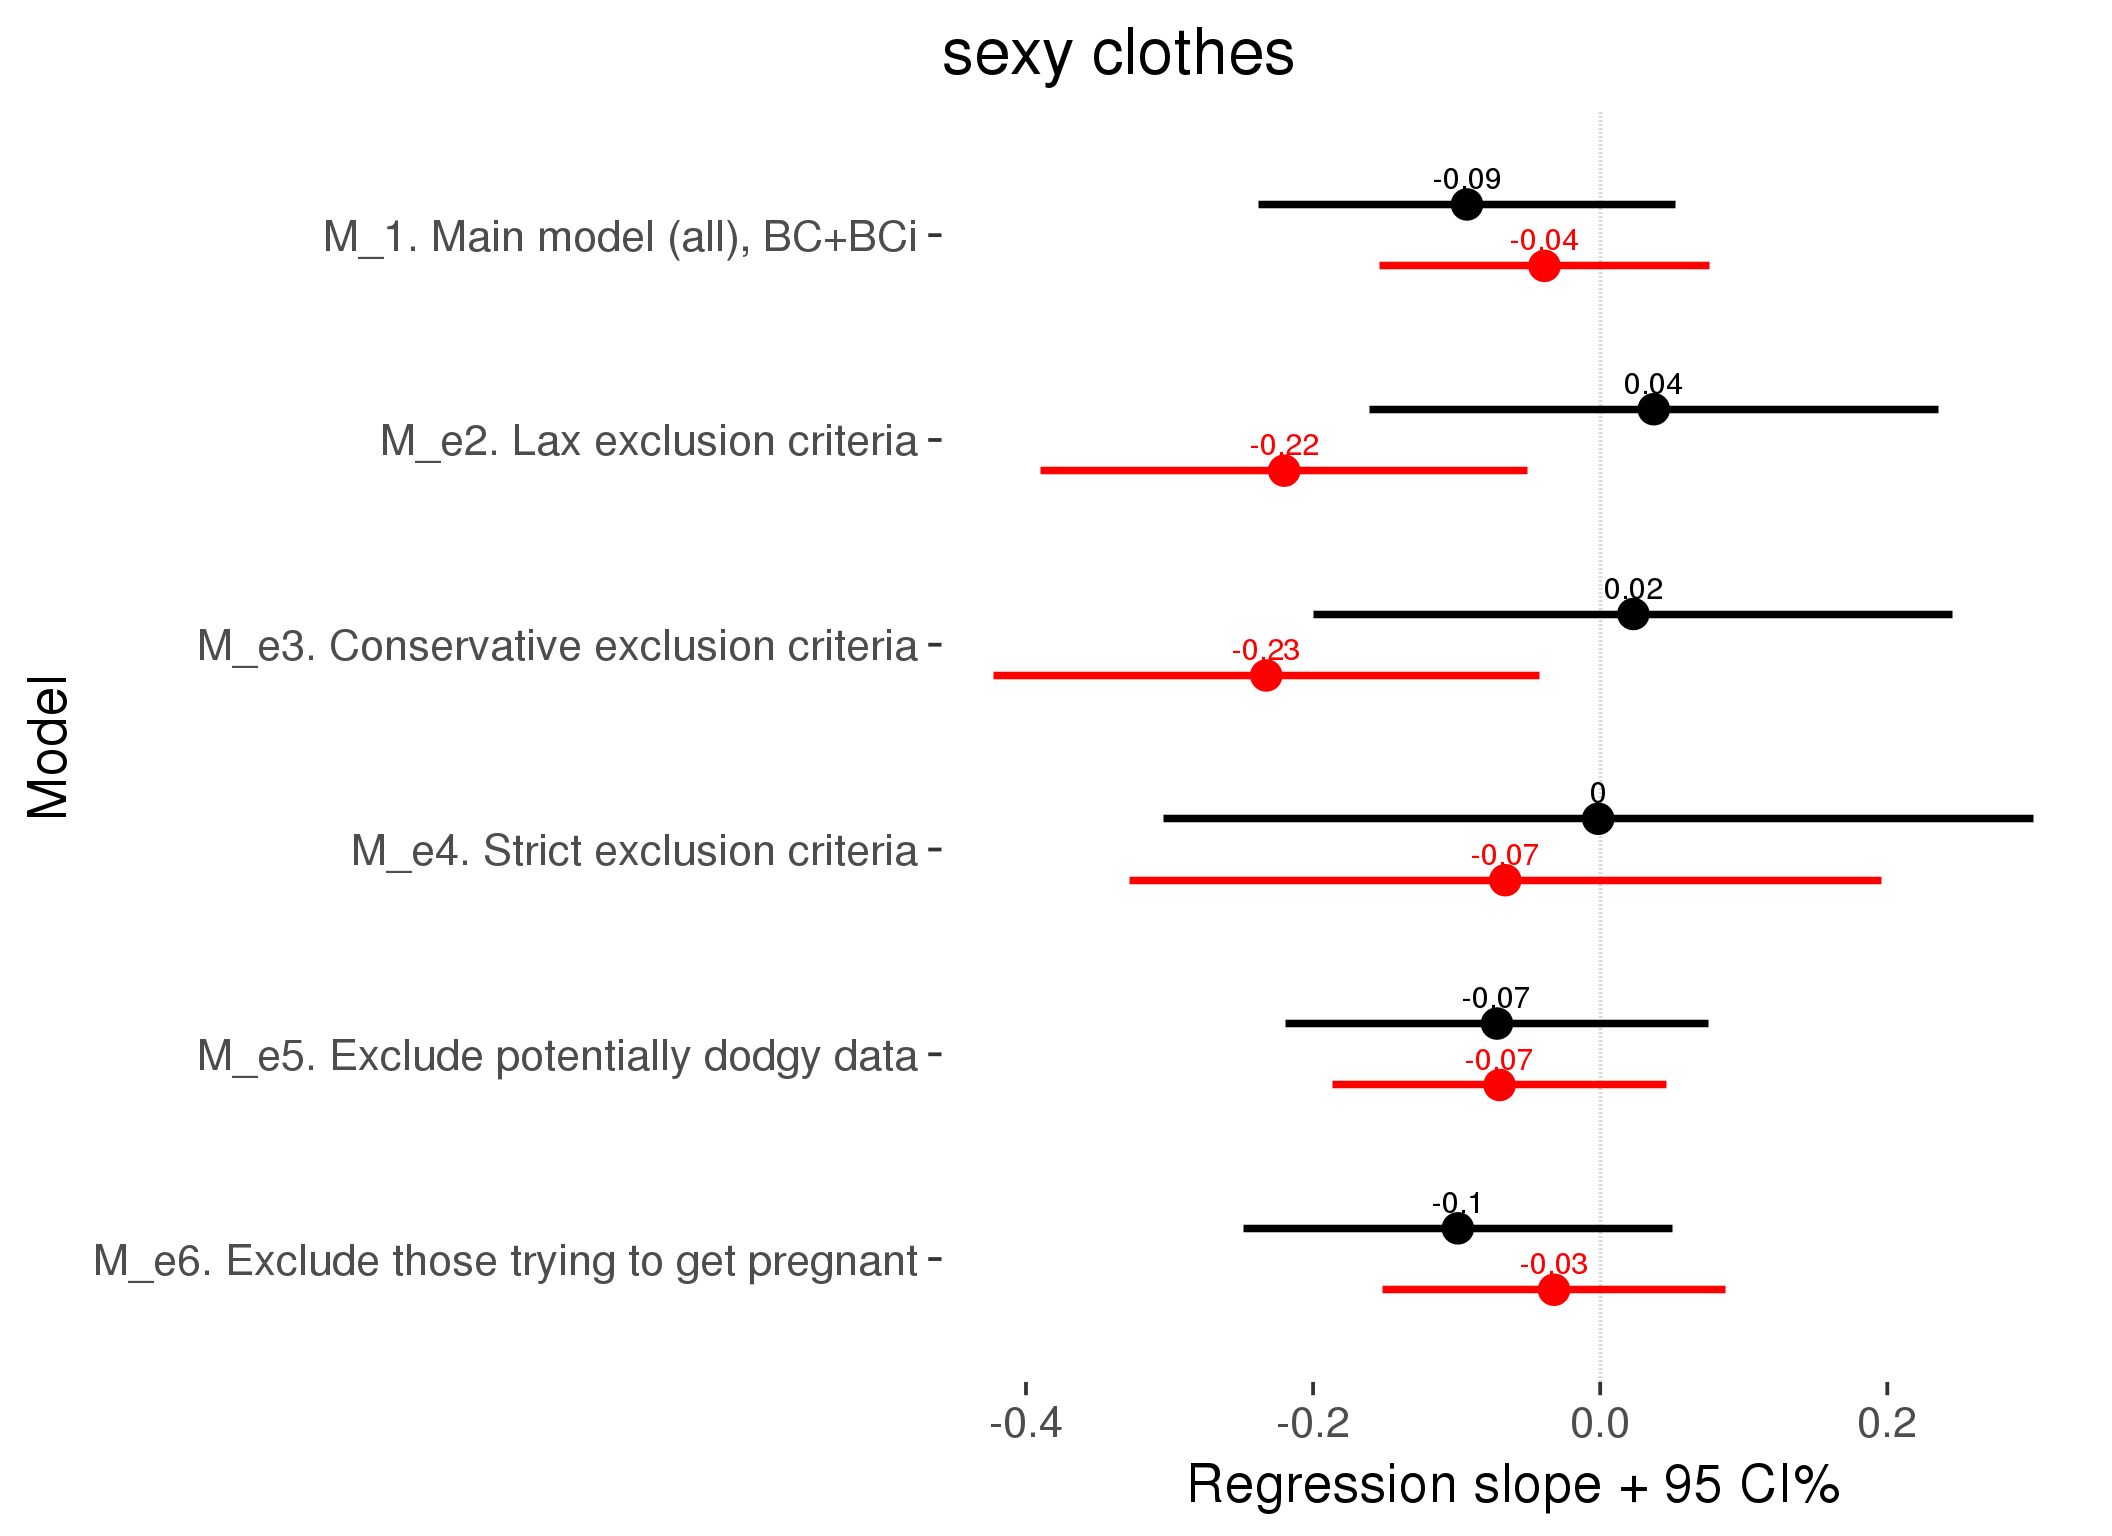 sexy clothes
-0.09
M_1. Main model (all), BC+BCi
-0.04
0.04
M_e2. Lax exclusion criteria
-0.22
0.02
M_e3. Conservative exclusion criteria
-0.23
Model
0
M_e4. Strict exclusion criteria
-0.07
-0.07
M_e5. Exclude potentially dodgy data
-0.07
-0.1
M_e6. Exclude those trying to get pregnant
-0.03
-0.4 -0.2 0.0 0.2
Regression slope + 95 CI%